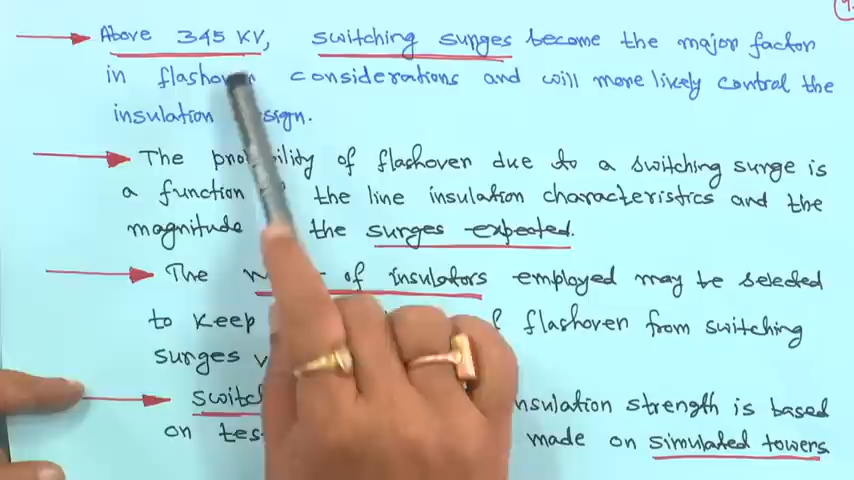 Above 345 KV, switching surges become the major factor
in flashover considerations and will more likely control the
insulation
The of flashover due to a switching surge is
a function the line insulation characteristics and the
magnitude the surges expected.
The of insulators employed may be selected
to keep flashover from switching
surges
insulation strength is based
on made on simulated towers